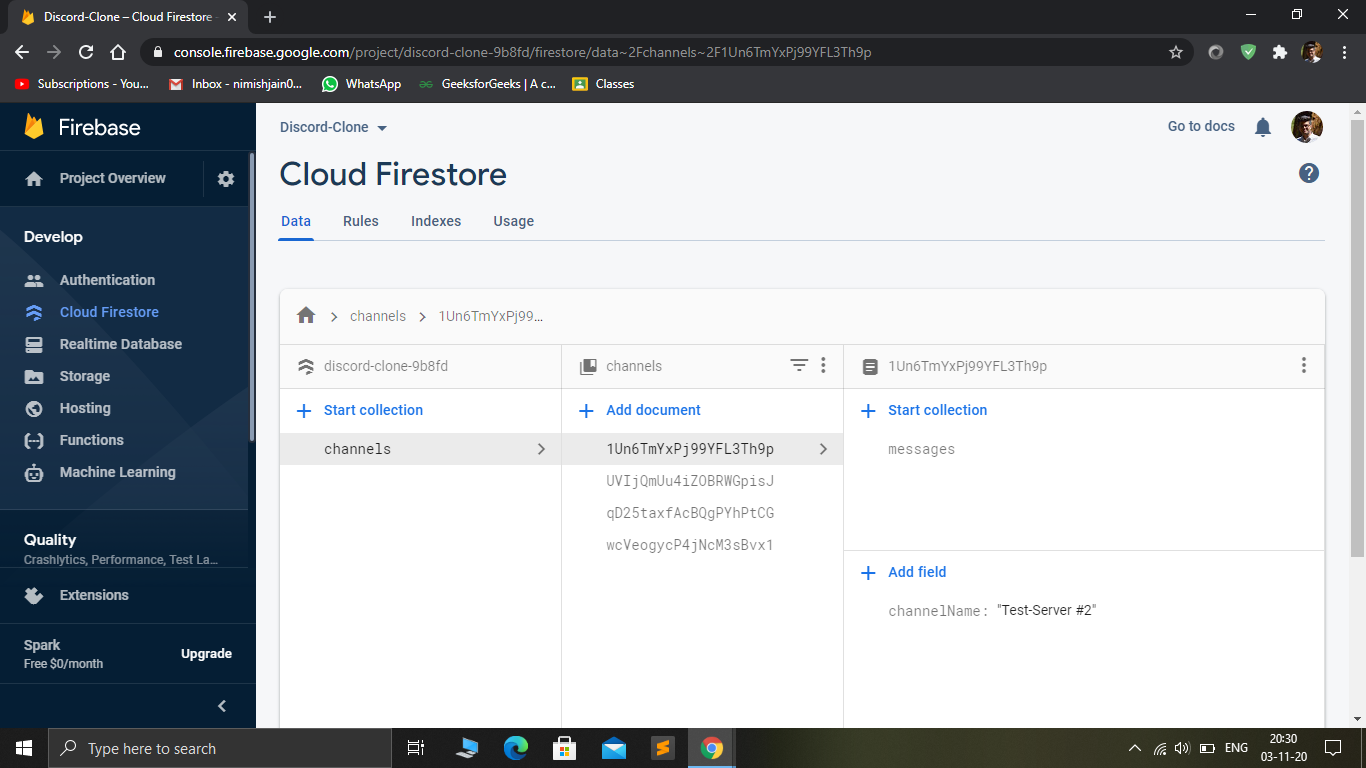 Discord-Clone – Cloud Firestore -
console.firebase.google.com/project/discord-clone-9b8fd/firestore/data~2Fchannels~2F1Un6TmYxPj99YFL3Th9p
Subscriptions - You... Inbox - nimishjain0... WhatsApp GeeksforGeeks | A c... Classes
Firebase
Project Overview
Develop
Authentication
Cloud Firestore
Realtime Database
Storage
Hosting
Functions
Machine Learning
Quality
Crashlytics, Performance, Test La...
Extensions
Spark
Free $0/month
Upgrade
Discord-Clone
Go to docs
Cloud Firestore
Data Rules Indexes Usage
channels 1Un6TmYxPj99...
discord-clone-9b8fd
Start collection
channels
channels
Add document
1Un6TmYxPj99YFL3Th9p
UVIjQmUu4iZOBRWGpisJ
qD25taxfAcBQgPYhPtCG
wcVeogycP4jNcM3sBvx1
1Un6TmYxPj99YFL3Th9p
Start collection
messages
Add field
channelName: "Test-Server #2"
Type here to search
ENG
20:30
03-11-20